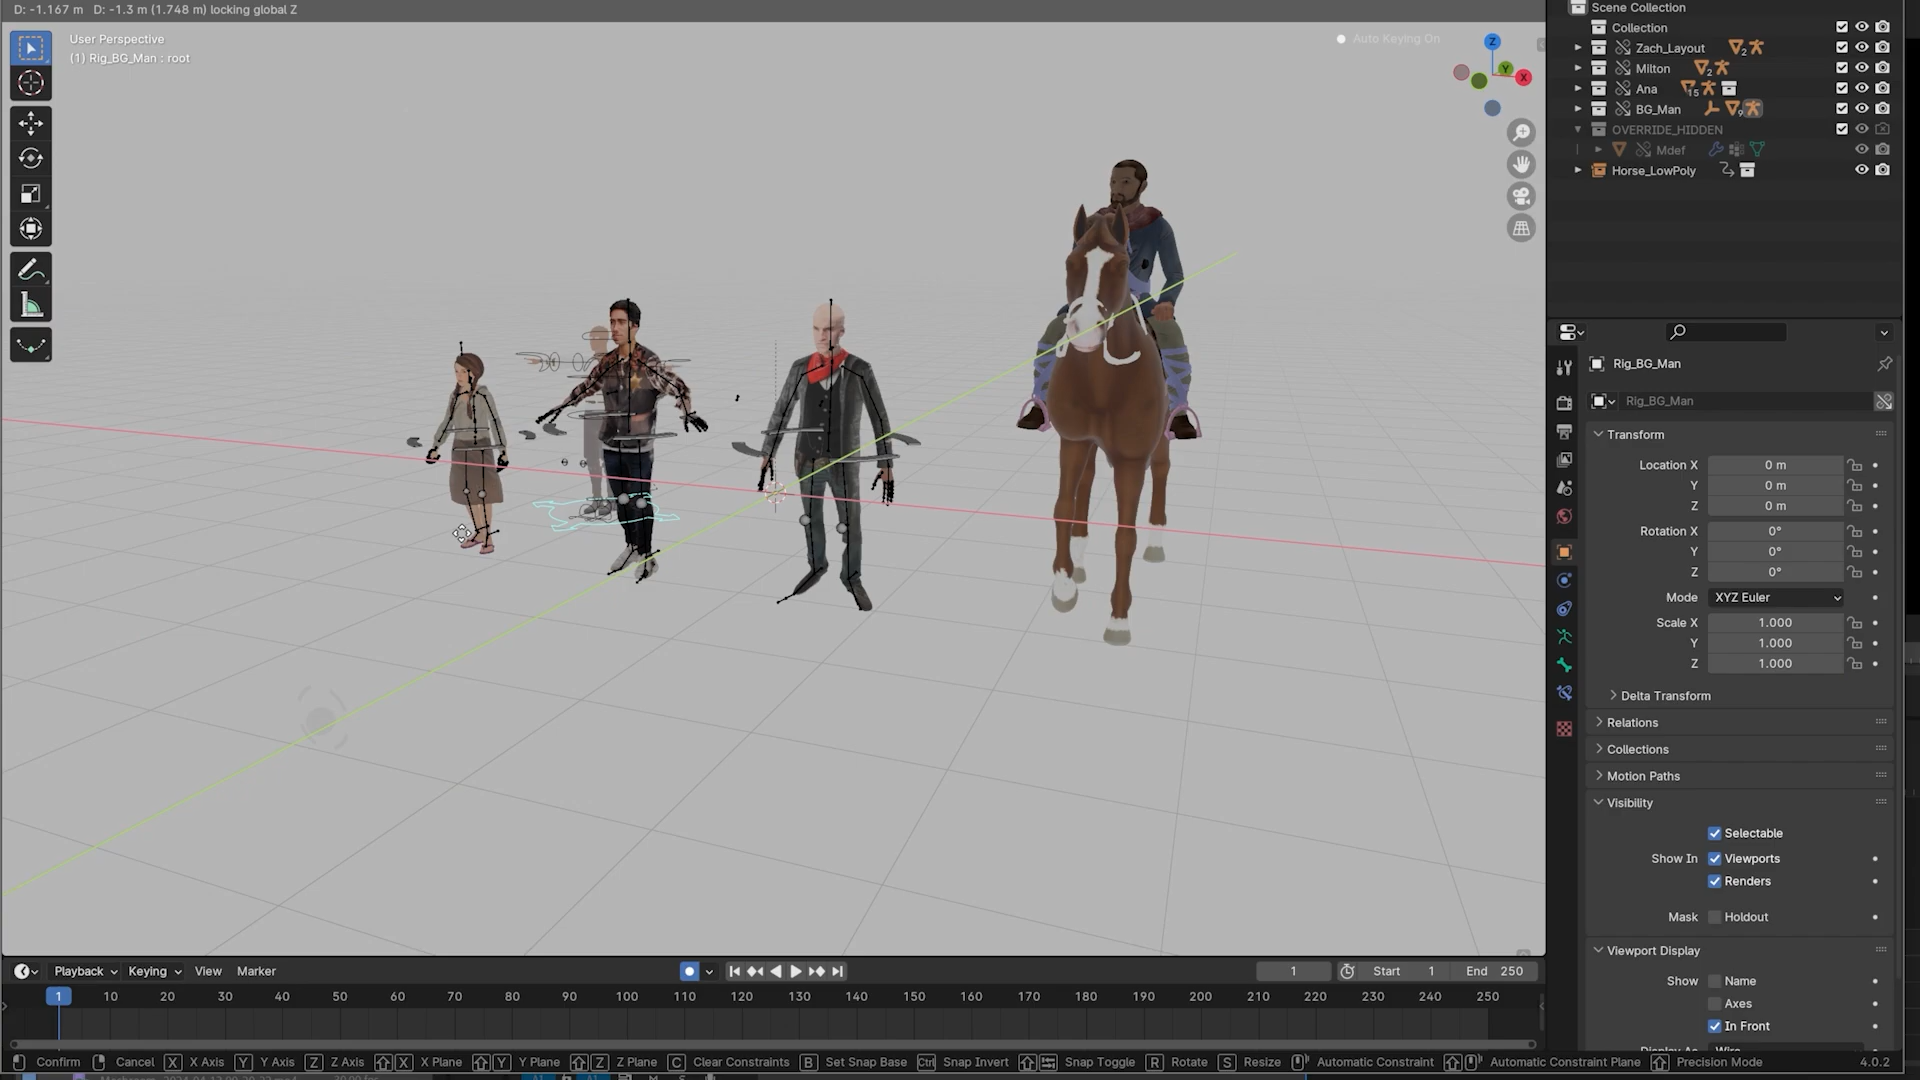 D: -1.167 m D: -1.3 m (1.748 m) locking global Z
User Perspective
(1) Rig_BG_Man : root
Auto Keying On
Z
Y
X
Scene Collection
Collection
Zach_Layout 2
Milton 2
Ana 15
BG_Man 9
OVERRIDE_HIDDEN
Mdef
Horse_LowPoly
Rig_BG_Man
Rig_BG_Man
Transform
Location X 0 m
Y 0 m
Z 0 m
Rotation X 0°
Y 0°
Z 0°
Mode XYZ Euler
Scale X 1.000
Y 1.000
Z 1.000
Delta Transform
Relations
Collections
Motion Paths
Visibility
Selectable
Show In Viewports
Renders
Mask Holdout
Viewport Display
Show Name
Axes
In Front
Playback Keying View Marker
1 Start 1 End 250
1 10 20 30 40 50 60 70 80 90 100 110 120 130 140 150 160 170 180 190 200 210 220 230 240 250
Confirm Cancel X X Axis Y Y Axis Z Z Axis X X Plane Y Y Plane Z Z Plane C Clear Constraints B Set Snap Base Ctrl Snap Invert Snap Toggle R Rotate S Resize Automatic Constraint Automatic Constraint Plane Precision Mode 4.0.2